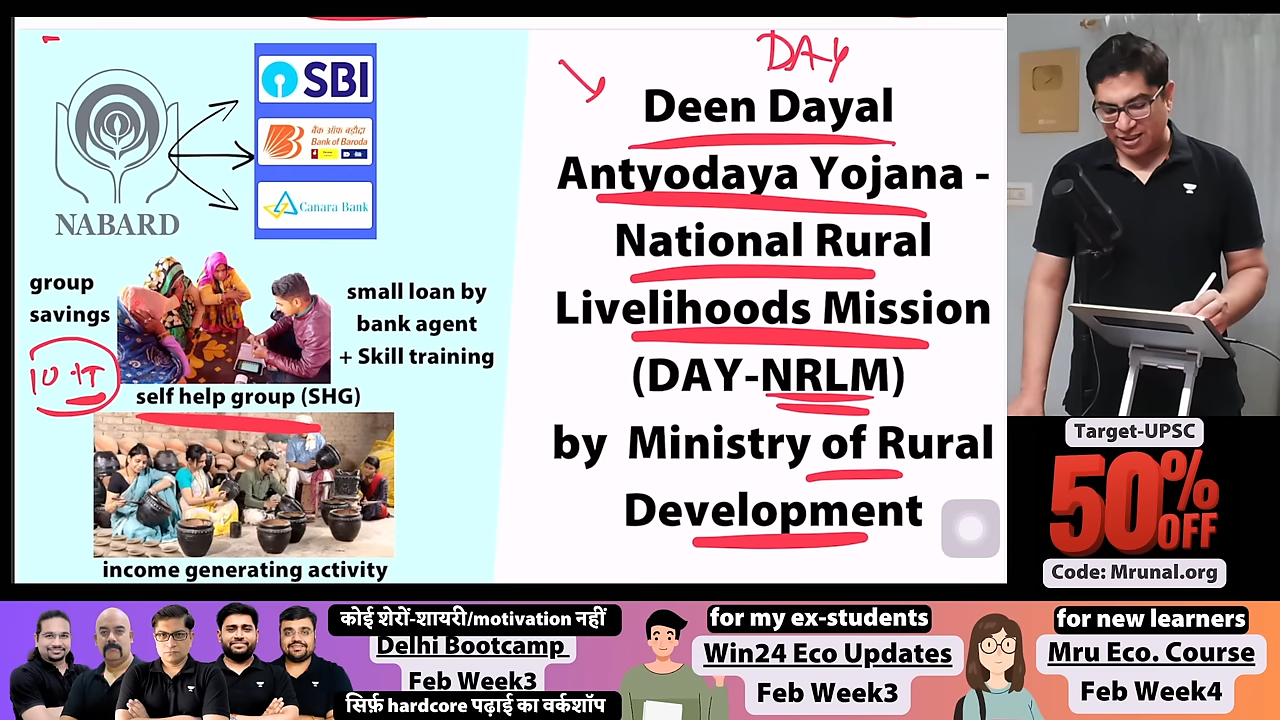 SBI
बैंक ऑफ़ बड़ौदा
Bank of Baroda
Canara Bank
NABARD
group
savings
small loan by
bank agent
+ Skill training
self help group (SHG)
income generating activity
DAY
Deen Dayal
Antyodaya Yojana -
National Rural
Livelihoods Mission
(DAY-NRLM)
by Ministry of Rural
Development
Target-UPSC
50%
OFF
Code: Mrunal.org
कोई शेरों-शायरी/motivation नहीं
Delhi Bootcamp
Feb Week3
सिर्फ़ hardcore पढ़ाई का वर्कशॉप
for my ex-students
Win24 Eco Updates
Feb Week3
for new learners
Mru Eco. Course
Feb Week4